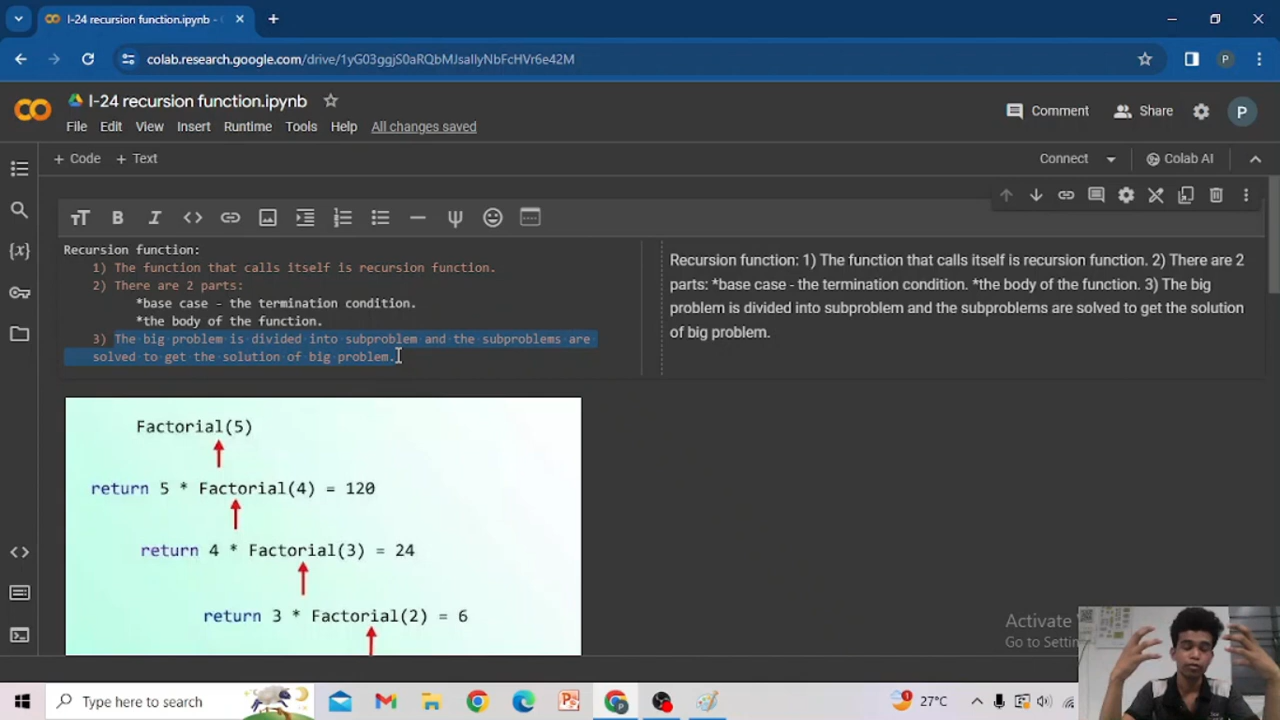 I-24 recursion function.ipynb -
colab.research.google.com/drive/1yG03ggjS0aRQbMJsaIlyNbFcHVr6e42M
I-24 recursion function.ipynb
File Edit View Insert Runtime Tools Help All changes saved
Comment Share P
+ Code + Text
Connect Colab AI
Recursion function:
1) The function that calls itself is recursion function.
2) There are 2 parts:
*base case - the termination condition.
*the body of the function.
3) The big problem is divided into subproblem and the subproblems are
solved to get the solution of big problem.
Recursion function: 1) The function that calls itself is recursion function. 2) There are 2
parts: *base case - the termination condition. *the body of the function. 3) The big
problem is divided into subproblem and the subproblems are solved to get the solution
of big problem.
Factorial(5)
return 5 * Factorial(4) = 120
return 4 * Factorial(3) = 24
return 3 * Factorial(2) = 6
Activate
Go to
Type here to search
27°C